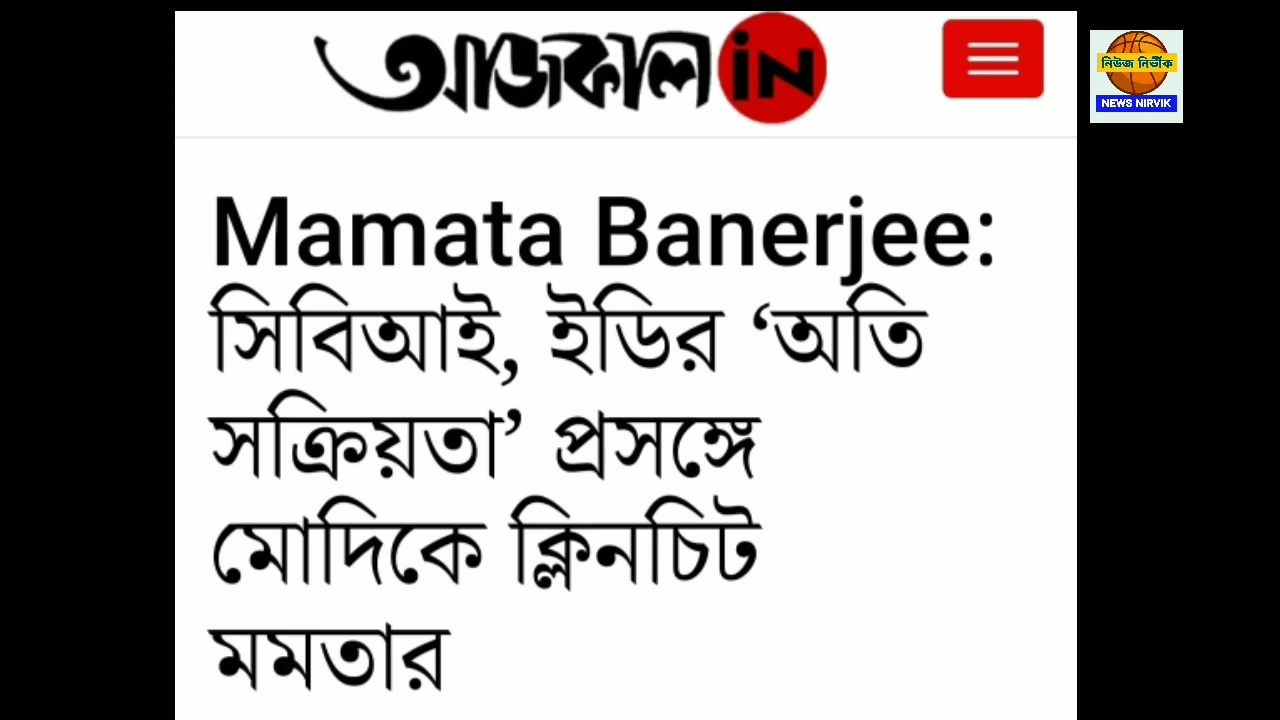 আজকাল in
নিউজ নির্ভীক
NEWS NIRVIK
Mamata Banerjee:
সিবিআই, ইডির ‘অতি
সক্রিয়তা’ প্রসঙ্গে
মোদিকে ক্লিনচিট
মমতার